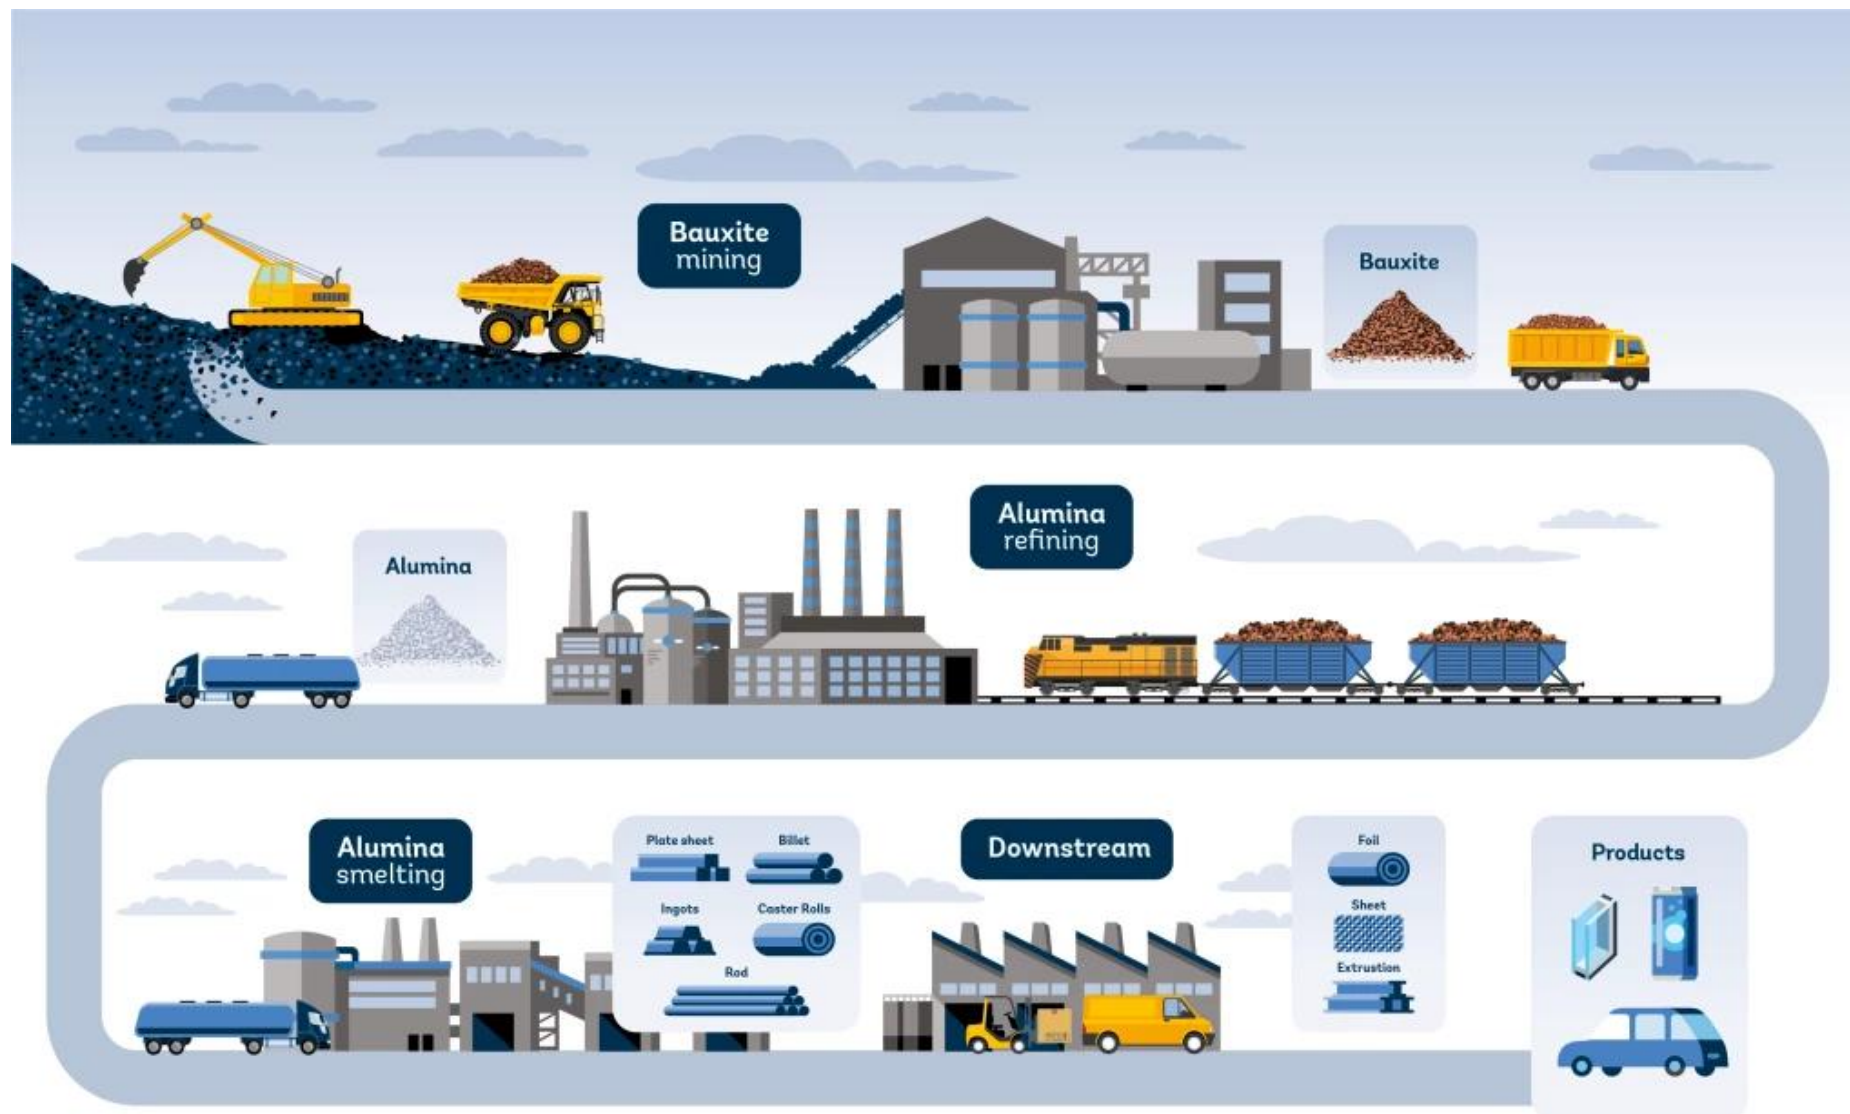 Bauxite
mining
Bauxite
Alumina
refining
Alumina
Alumina
smelting
Plate sheet
Billet
Ingots
Caster Rolls
Rod
Downstream
Foil
Sheet
Extrustion
Products